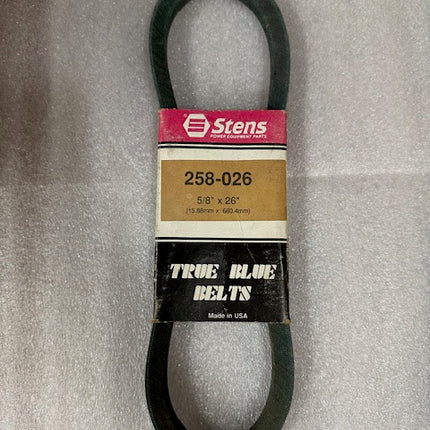 Stens
POWER EQUIPMENT PARTS
258-026
5/8" x 26"
(15.88mm x 660.4mm)
TRUE BLUE
BELTS
Made in USA